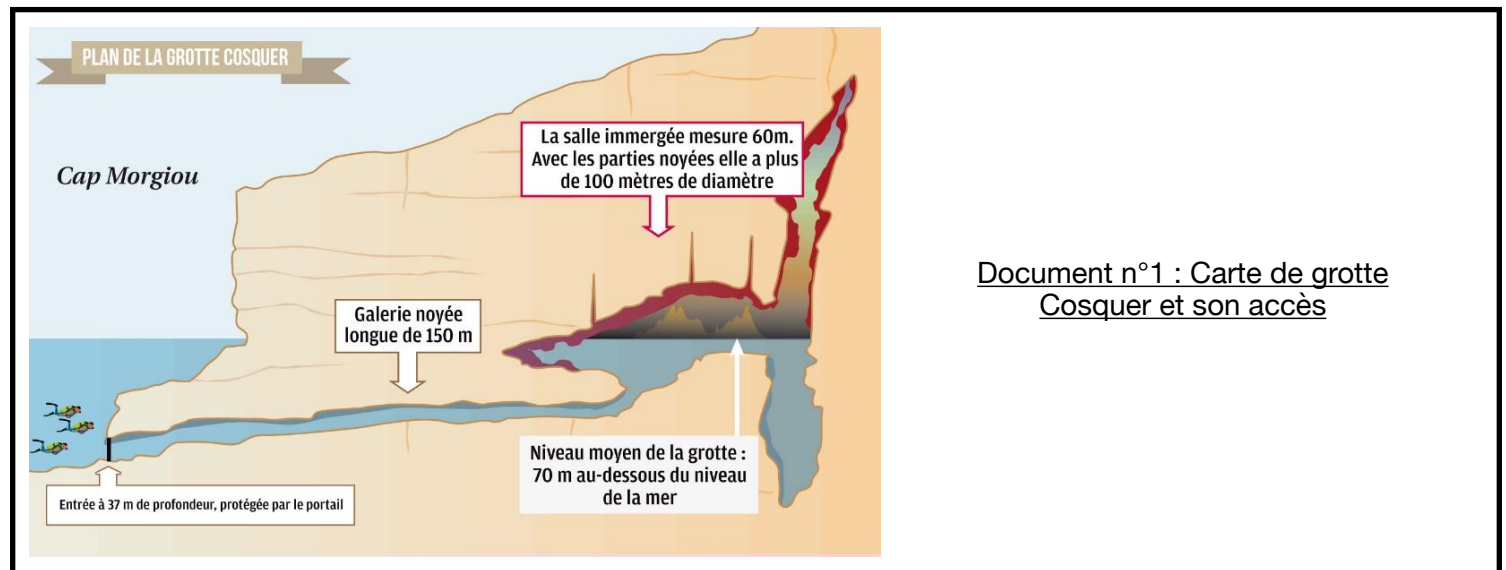 PLAN DE LA GROTTE COSQUER
Cap Morgiou
La salle immergée mesure 60m.
Avec les parties noyées elle a plus
de 100 mètres de diamètre
Galerie noyée
longue de 150 m
Niveau moyen de la grotte :
70 m au-dessous du niveau
de la mer
Entrée à 37 m de profondeur, protégée par le portail
Document n°1 : Carte de grotte
Cosquer et son accès